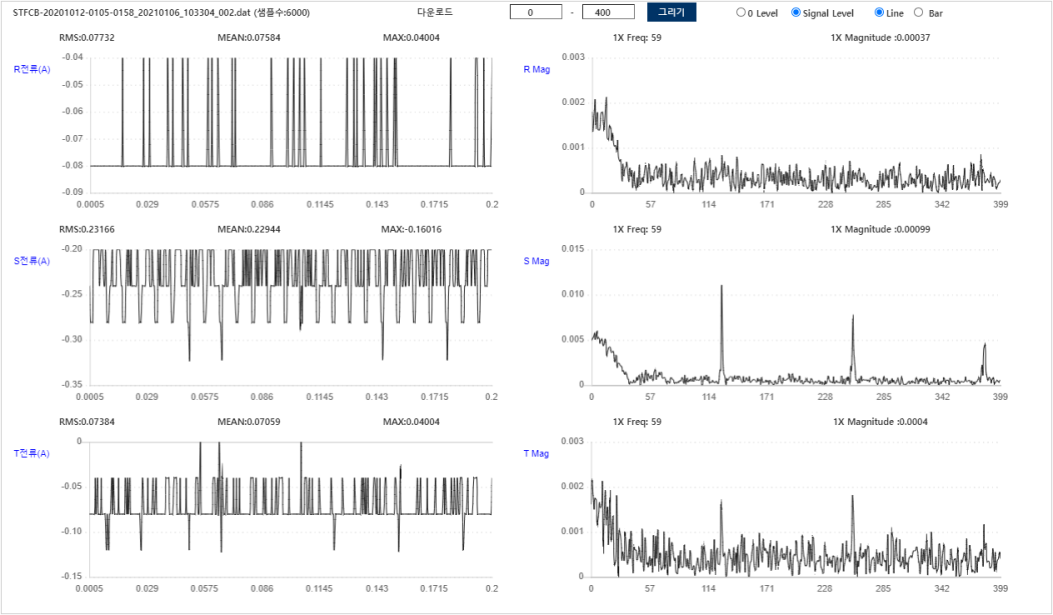 STFCB-20201012-0105-0158_20210106_103304_002.dat (샘플수:6000) 다운로드 0 - 400 그리기 0 Level Signal Level Line Bar
RMS:0.07732 MEAN:0.07584 MAX:0.04004 1X Freq: 59 1X Magnitude :0.00037
R전류(A)
-0.04
-0.05
-0.06
-0.07
-0.08
-0.09
0.0005 0.029 0.0575 0.086 0.1145 0.143 0.1715 0.2
R Mag
0.003
0.002
0.001
0
0 57 114 171 228 285 342 399
RMS:0.23166 MEAN:0.22944 MAX:-0.16016 1X Freq: 59 1X Magnitude :0.00099
S전류(A)
-0.20
-0.25
-0.30
-0.35
0.0005 0.029 0.0575 0.086 0.1145 0.143 0.1715 0.2
S Mag
0.015
0.010
0.005
0
0 57 114 171 228 285 342 399
RMS:0.07384 MEAN:0.07059 MAX:0.04004 1X Freq: 59 1X Magnitude :0.0004
T전류(A)
0
-0.05
-0.10
-0.15
0.0005 0.029 0.0575 0.086 0.1145 0.143 0.1715 0.2
T Mag
0.003
0.002
0.001
0
0 57 114 171 228 285 342 399